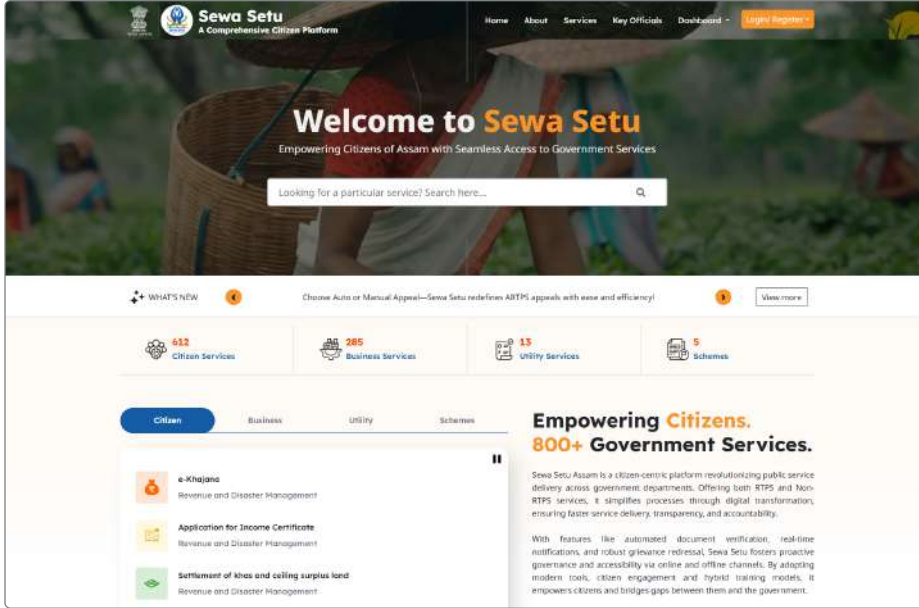 Sewa Setu
A Comprehensive Citizen Platform
Home About Services Key Officials Dashboard Login/ Register
Welcome to Sewa Setu
Empowering Citizens of Assam with Seamless Access to Government Services
Looking for a particular service? Search here...
WHAT'S NEW
Choose Auto or Manual Appeal—Sewa Setu redefines ARTPS appeals with ease and efficiency!
View more
612
Citizen Services
285
Business Services
13
Utility Services
5
Schemes
Citizen Business Utility Schemes
e-Khajana
Revenue and Disaster Management
Application for Income Certificate
Revenue and Disaster Management
Settlement of khas and ceiling surplus land
Revenue and Disaster Management
Empowering Citizens.
800+ Government Services.
Sewa Setu Assam is a citizen-centric platform revolutionizing public service
delivery across government departments. Offering both RTPS and Non-
RTPS services, it simplifies processes through digital transformation,
ensuring faster service delivery, transparency, and accountability.
With features like automated document verification, real-time
notifications, and robust grievance redressal, Sewa Setu fosters proactive
governance and accessibility via online and offline channels. By adopting
modern tools, citizen engagement and hybrid training models, it
empowers citizens and bridges gaps between them and the government.